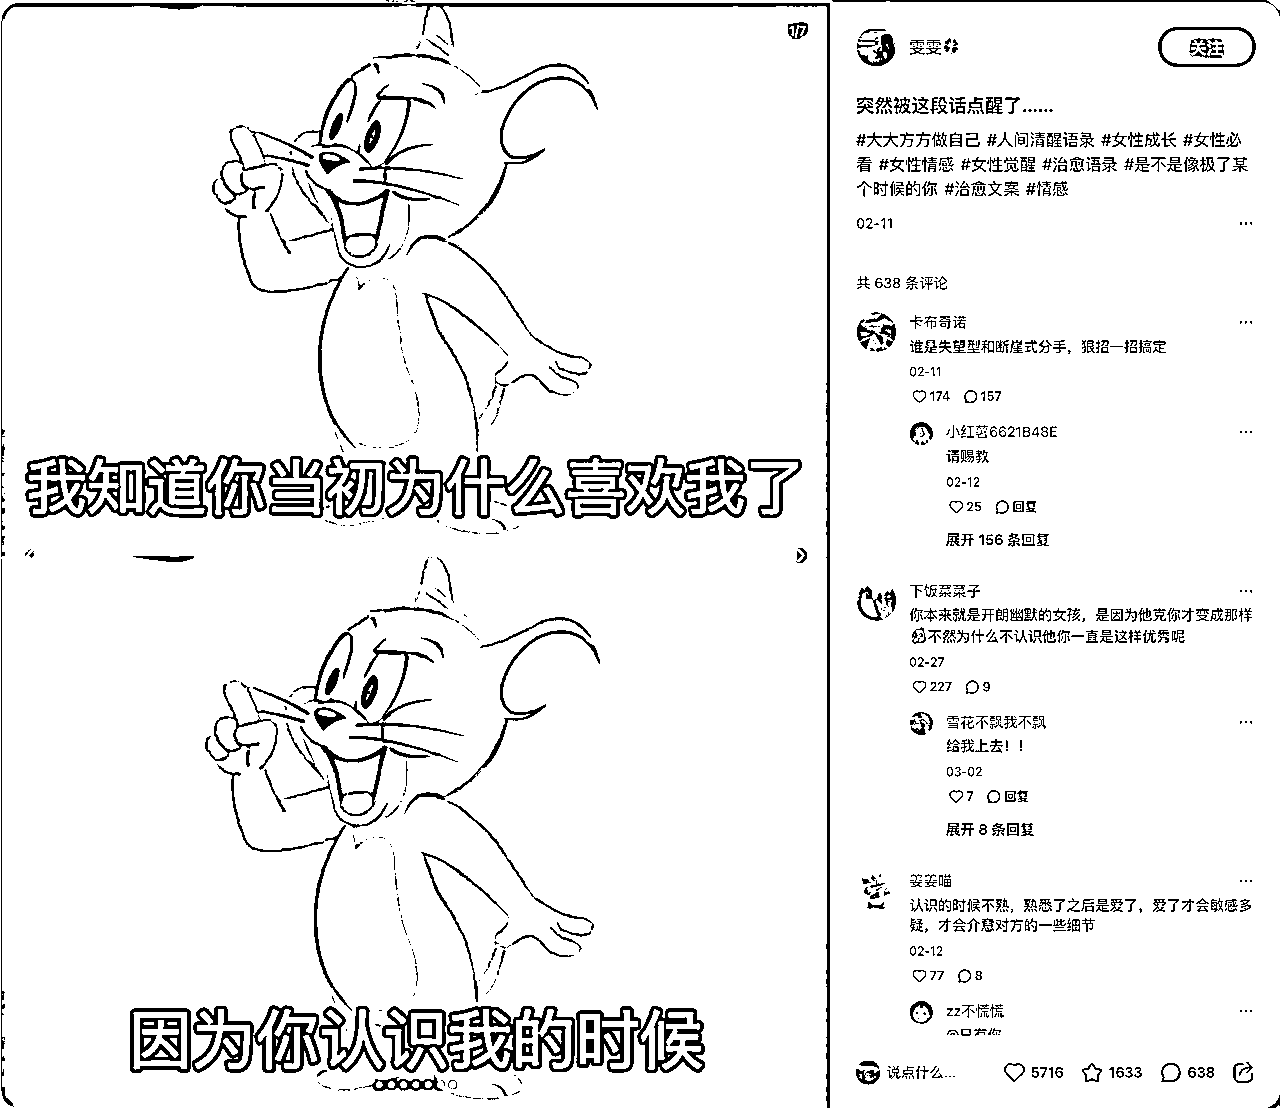 1/7
我知道你当初为什么喜欢我了
因为你认识我的时候
雯雯
关注
突然被这段话点醒了……
#大大方方做自己 #人间清醒语录 #女性成长 #女性必
看 #女性情感 #女性觉醒 #治愈语录 #是不是像极了某
个时候的你 #治愈文案 #情感
02-11
共 638 条评论
卡布奇诺
谁是失望型和断崖式分手，狠招一招搞定
02-11
174 157
小红茗6621B48E
请赐教
02-12
25 回复
展开 156 条回复
下饭菜菜子
你本来就是开朗幽默的女孩，是因为他克你才变成那样
不然为什么不认识他你一直是这样优秀呢
02-27
227 9
雪花不飘我不飘
给我上去！！
03-02
7 回复
展开 8 条回复
姿姿喵
认识的时候不熟，熟悉了之后是爱了，爱了才会敏感多
疑，才会介意对方的一些细节
02-12
77 8
zz不慌慌
说点什么...
5716 1633 638